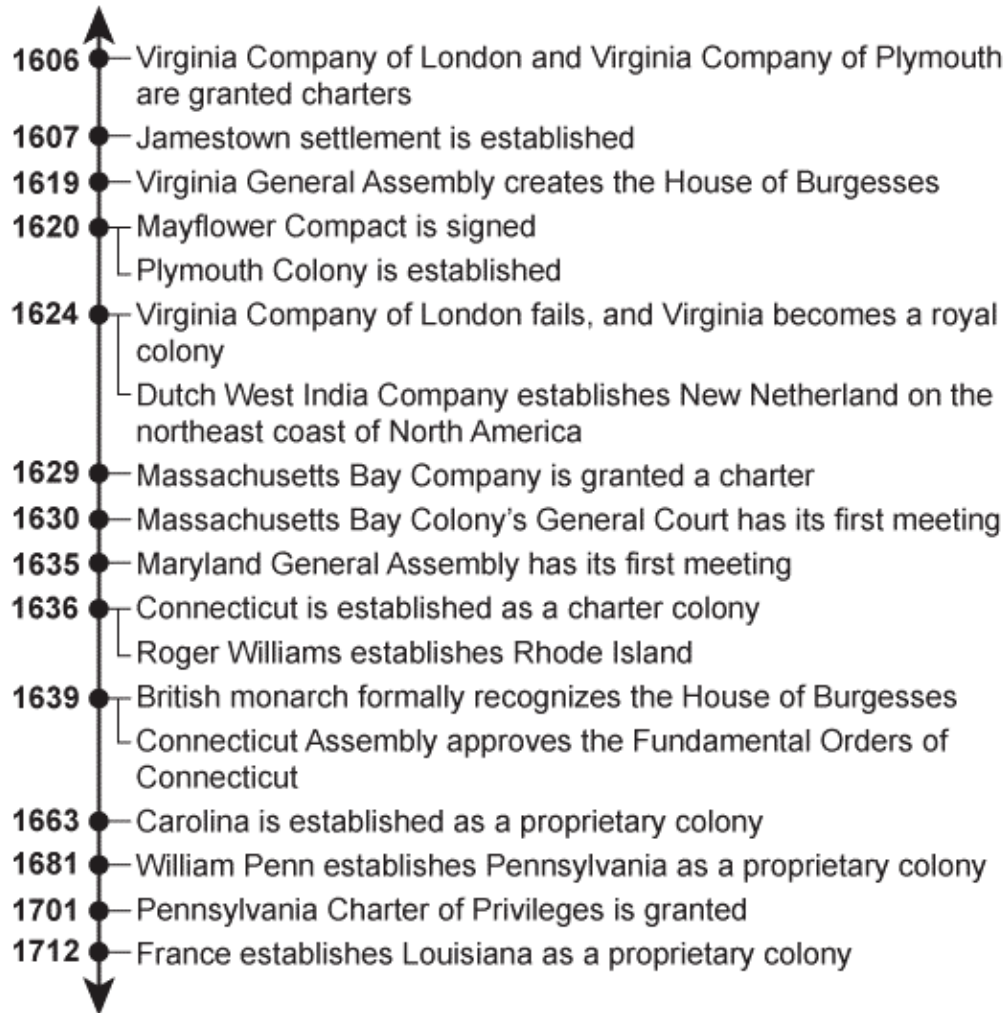 1606 Virginia Company of London and Virginia Company of Plymouth
are granted charters
1607 Jamestown settlement is established
1619 Virginia General Assembly creates the House of Burgesses
1620 Mayflower Compact is signed
Plymouth Colony is established
1624 Virginia Company of London fails, and Virginia becomes a royal
colony
Dutch West India Company establishes New Netherland on the
northeast coast of North America
1629 Massachusetts Bay Company is granted a charter
1630 Massachusetts Bay Colony's General Court has its first meeting
1635 Maryland General Assembly has its first meeting
1636 Connecticut is established as a charter colony
Roger Williams establishes Rhode Island
1639 British monarch formally recognizes the House of Burgesses
Connecticut Assembly approves the Fundamental Orders of
Connecticut
1663 Carolina is established as a proprietary colony
1681 William Penn establishes Pennsylvania as a proprietary colony
1701 Pennsylvania Charter of Privileges is granted
1712 France establishes Louisiana as a proprietary colony